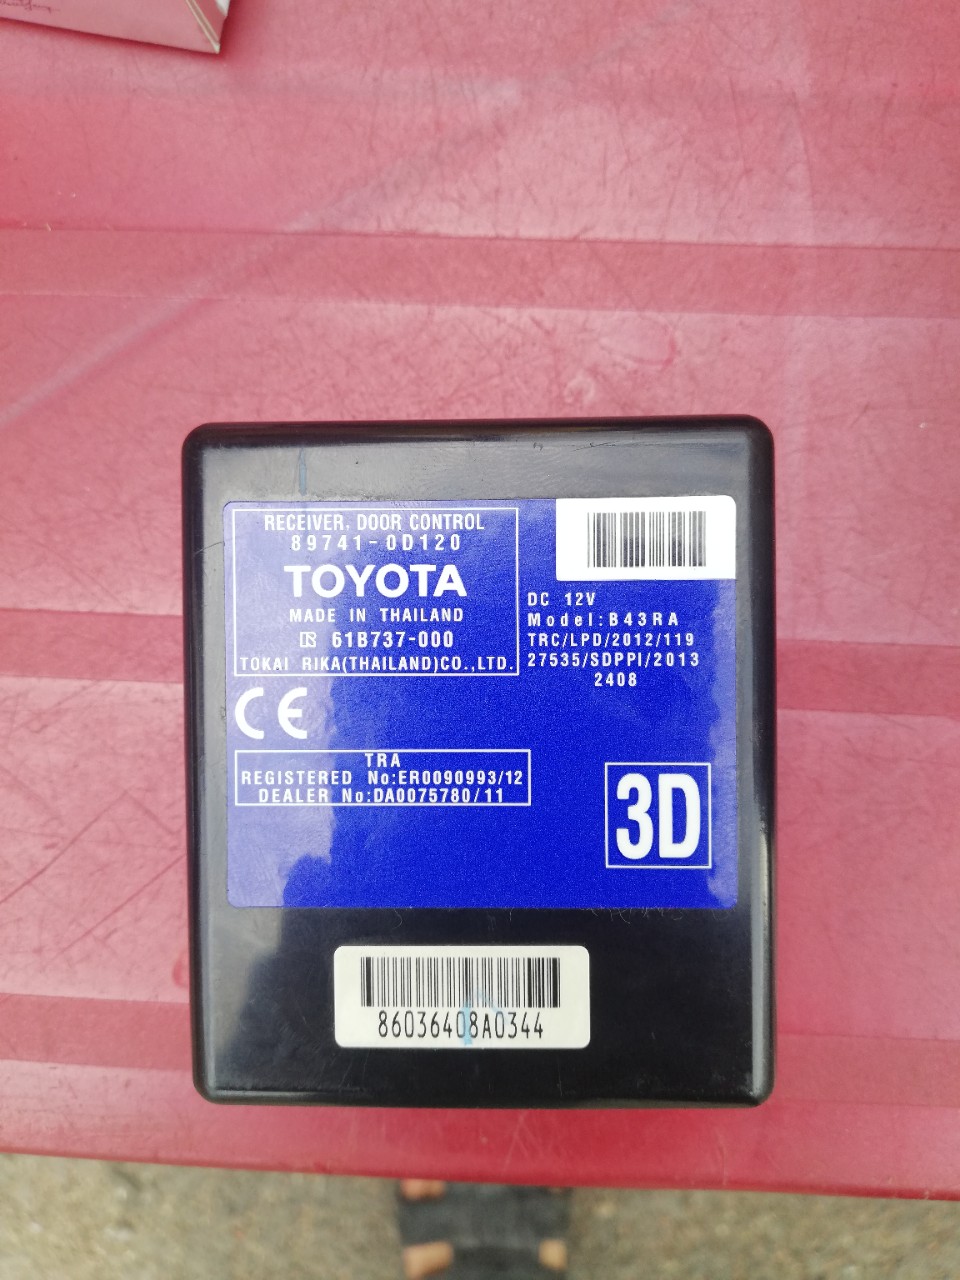 RECEIVER, DOOR CONTROL
89741-0D120
TOYOTA
MADE IN THAILAND
61B737-000
TOKAI RIKA(THAILAND)CO.,LTD.
DC 12V
Model:B43RA
TRC/LPD/2012/119
27535/SDPPI/2013
2408
CE
TRA
REGISTERED No:ER0090993/12
DEALER No:DA0075780/11
3D
86036408A0344